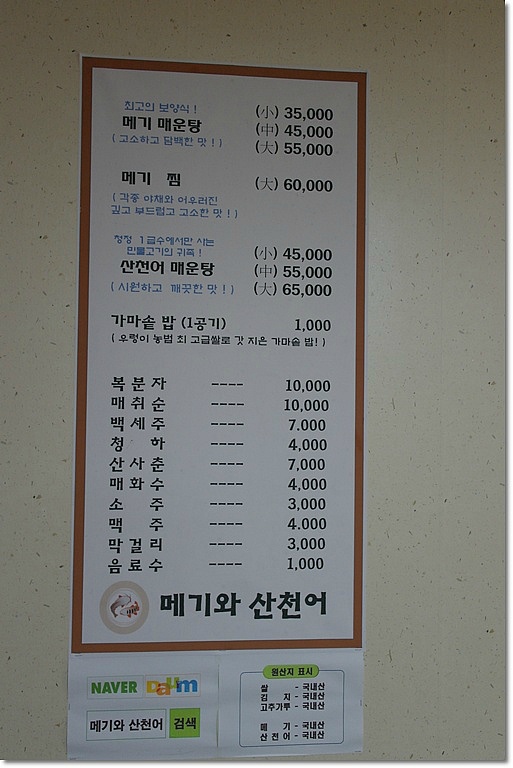 최고의 보양식 !
메기 매운탕 (小) 35,000
(고소하고 담백한 맛 !) (中) 45,000
(大) 55,000
메기 찜 (大) 60,000
(각종 야채와 어우러진
깊고 부드럽고 고소한 맛 !)
청정 1급수에서만 사는
민물고기의 귀족 !
산천어 매운탕 (小) 45,000
(中) 55,000
(시원하고 깨끗한 맛 !) (大) 65,000
가마솥 밥 (1공기) 1,000
(우렁이 농법 최 고급쌀로 갓 지은 가마솥 밥!)
복분자 ---- 10,000
매취순 ---- 10,000
백세주 ---- 7.000
청하 ---- 4,000
산사춘 ---- 7,000
매화수 ---- 4,000
소주 ---- 3,000
맥주 ---- 4.000
막걸리 ---- 3,000
음료수 ---- 1,000
메기와 산천어
NAVER Daum
메기와 산천어 검색
원산지 표시
쌀 - 국내산
김치 - 국내산
고추가루 - 국내산
메기 - 국내산
산천어 - 국내산